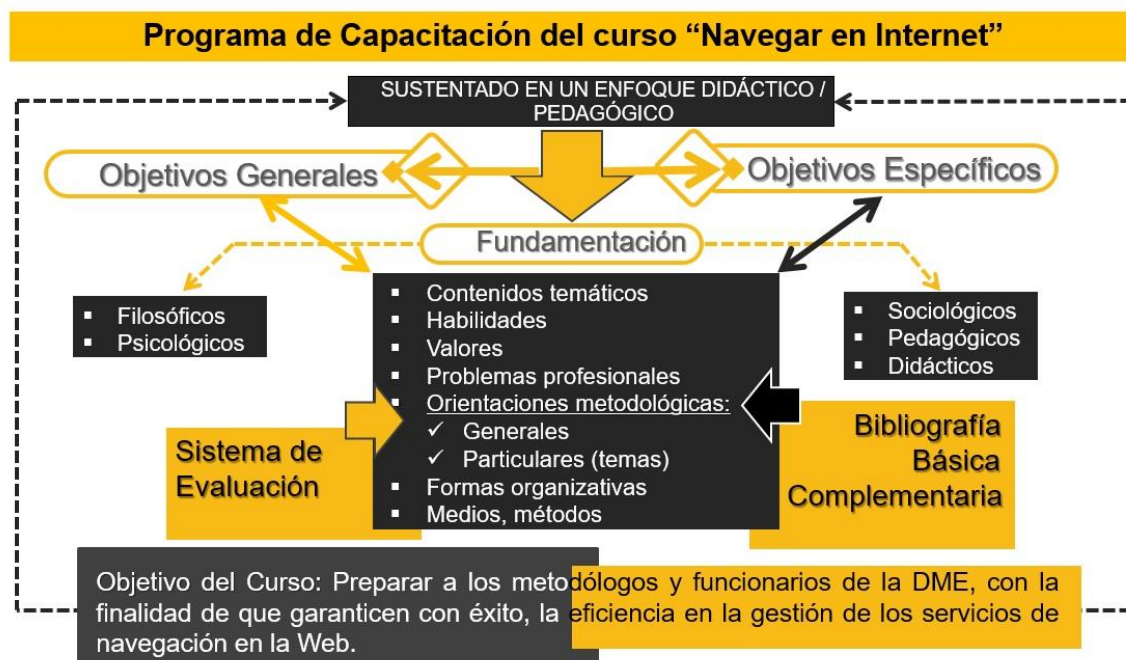 Programa de Capacitación del curso “Navegar en Internet”
SUSTENTADO EN UN ENFOQUE DIDÁCTICO /
PEDAGÓGICO
Objetivos Generales
Objetivos Específicos
Fundamentación
▪ Filosóficos
▪ Psicológicos
▪ Contenidos temáticos
▪ Habilidades
▪ Valores
▪ Problemas profesionales
▪ Orientaciones metodológicas:
✓ Generales
✓ Particulares (temas)
▪ Formas organizativas
▪ Medios, métodos
▪ Sociológicos
▪ Pedagógicos
▪ Didácticos
Sistema de
Evaluación
Bibliografía
Básica
Complementaria
Objetivo del Curso: Preparar a los metodólogos y funcionarios de la DME, con la
finalidad de que garanticen con éxito, la eficiencia en la gestión de los servicios de
navegación en la Web.